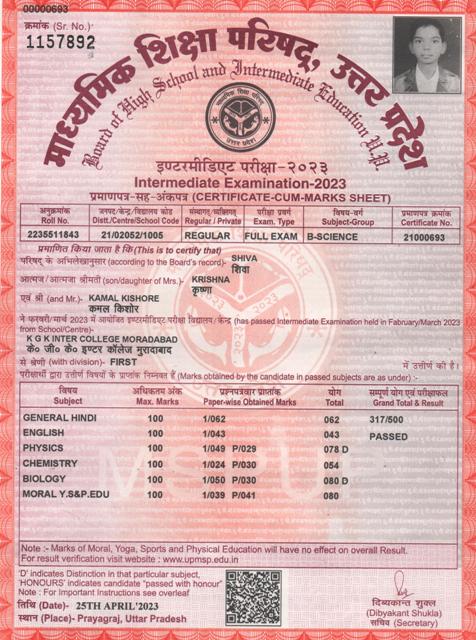 00000693
क्रमांक (Sr. No.)
1157892
माध्यमिक शिक्षा परिषद्, उत्तर प्रदेश
Board of High School and Intermediate Education U.P.
इण्टरमीडिएट परीक्षा-२०२३
Intermediate Examination-2023
प्रमाणपत्र-सह-अंकपत्र (CERTIFICATE-CUM-MARKS SHEET)
अनुक्रमांक जनपद/केन्द्र/विद्यालय कोड संस्थागत/व्यक्तिगत परीक्षा प्रवर्ग विषय-वर्ग प्रमाणपत्र क्रमांक
Roll No. Distt./Centre/School Code Regular / Private Exam. Type Subject-Group Certificate No.
2235511843 21/02052/1005 REGULAR FULL EXAM B-SCIENCE 21000693
प्रमाणित किया जाता है कि(This is to certify that)
परिषद् के अभिलेखानुसार (according to the Board's record)- SHIVA
शिवा
आत्मज/आत्मजा श्रीमती (son/daughter of Mrs.)- KRISHNA
कृष्णा
एवं श्री (and Mr.)- KAMAL KISHORE
कमल किशोर
ने फरवरी/मार्च 2023 में आयोजित इण्टरमीडिएट परीक्षा विद्यालय/केन्द्र (has passed Intermediate Examination held in Fabruary/March 2023
from School/Centre)-
K G K INTER COLLEGE MORADABAD
के० जी० के० इण्टर कॉलेज मुरादाबाद
से श्रेणी (with division)- FIRST में उत्तीर्ण की है।
परीक्षार्थी द्वारा उत्तीर्ण विषयों के प्राप्तांक निम्नवत हैं (Marks obtained by the candidate in passed subjects are as under) :-
विषय अधिकतम अंक प्रश्नपत्रवार प्राप्तांक योग सम्पूर्ण योग एवं परीक्षाफल
Subject Max. Marks Paper-wise Obtained Marks Total Grand Total & Result
GENERAL HINDI 100 1/062 062 317/500
ENGLISH 100 1/043 043 PASSED
PHYSICS 100 1/049 P/029 078 D
CHEMISTRY 100 1/024 P/030 054
BIOLOGY 100 1/050 P/030 080 D
MORAL Y.S&P.EDU 100 1/039 P/041 080
Note :- Marks of Moral, Yoga, Sports and Physical Education will have no effect on overall Result.
For result verification visit website : www.upmsp.edu.in
'D' indicates Distinction in that particular subject,
'HONOURS' indicates candidate "passed with honour"
Note : For Important Instructions see overleaf
तिथि (Date)- 25TH APRIL'2023
स्थान (Place)- Prayagraj, Uttar Pradesh
दिव्यकान्त शुक्ल
(Dibyakant Shukla)
सचिव (Secretary)